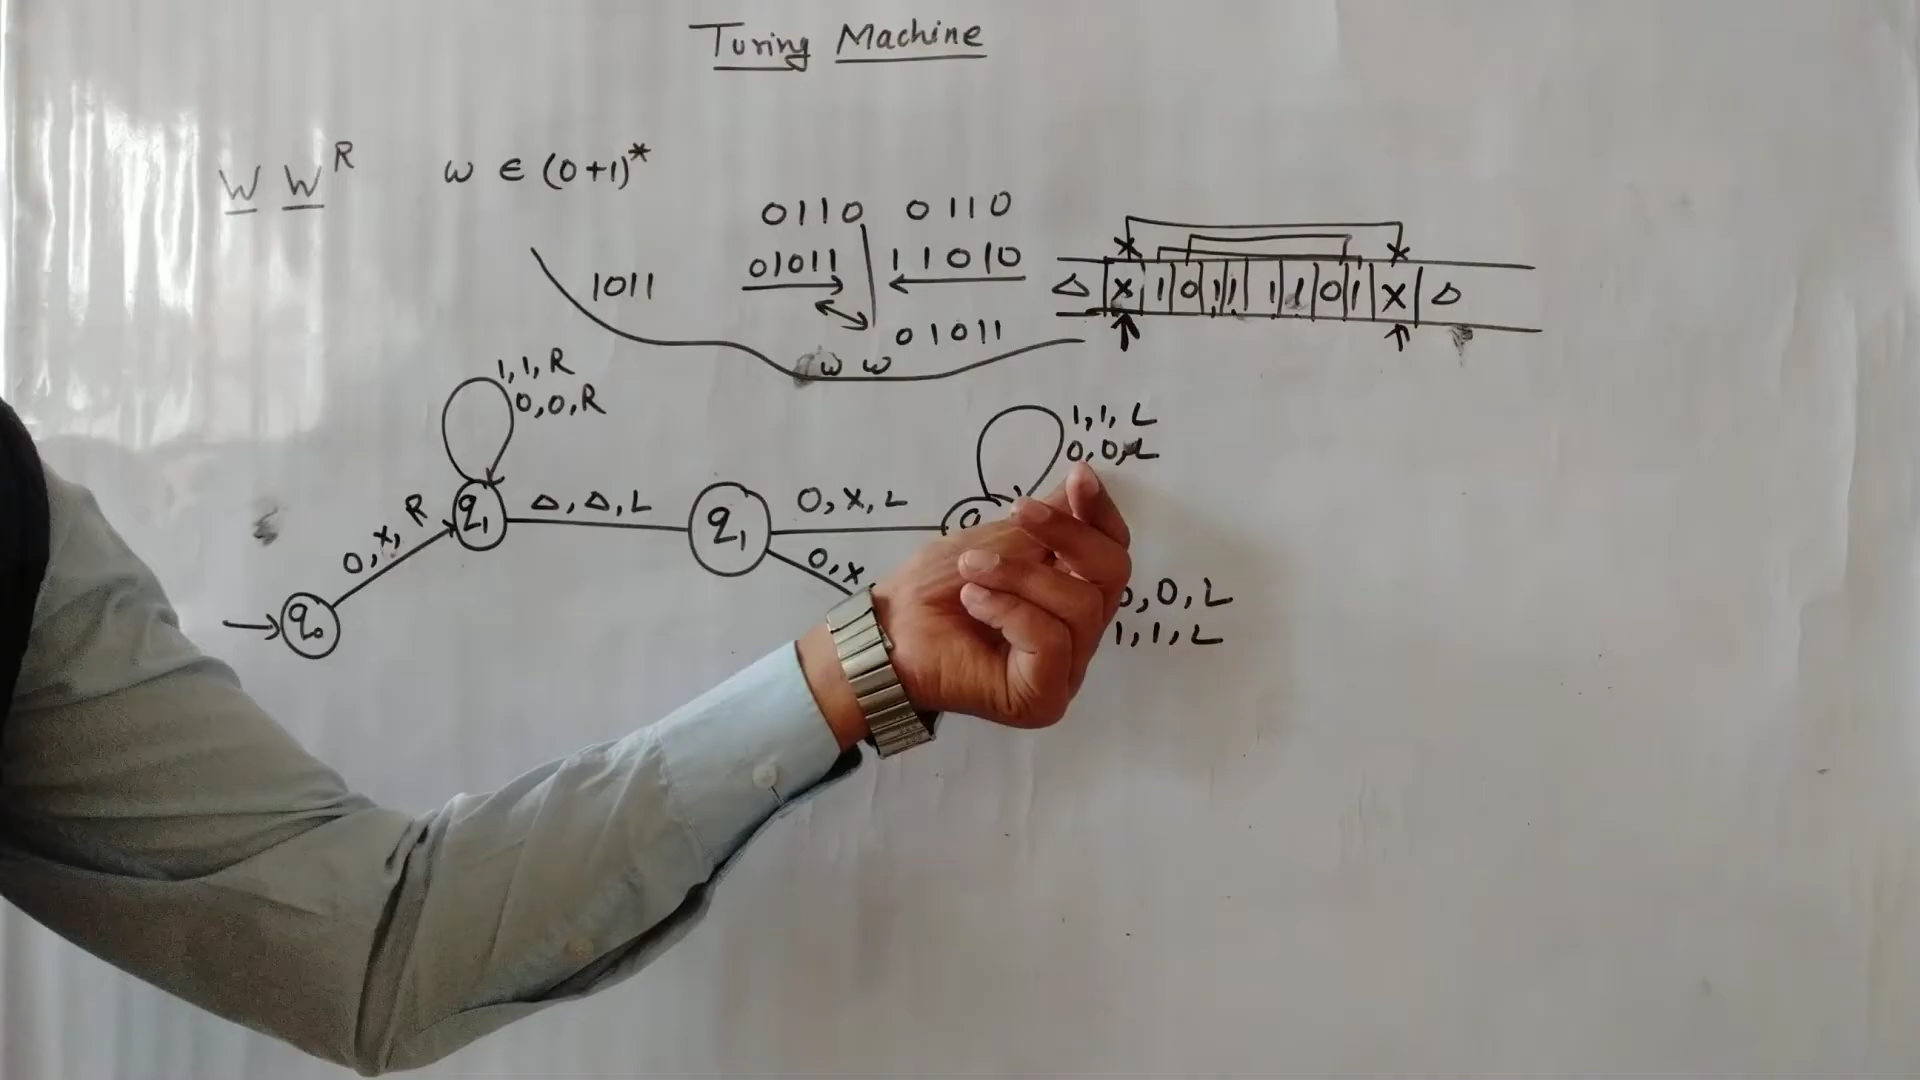 Turing Machine
W W^R   w ∈ (0+1)*
0110 | 0110
01011 | 11010
1011
01011
w w
X X
Δ | X | 1 | 0 | 1 | 1 | 1 | 1 | 0 | 1 | X | Δ
1,1,R
0,0,R
1,1,L
0,0,L
0,X,R
q₁
Δ,Δ,L
q₁
0,X,L
0,X,
q₀
0,0,L
1,1,L